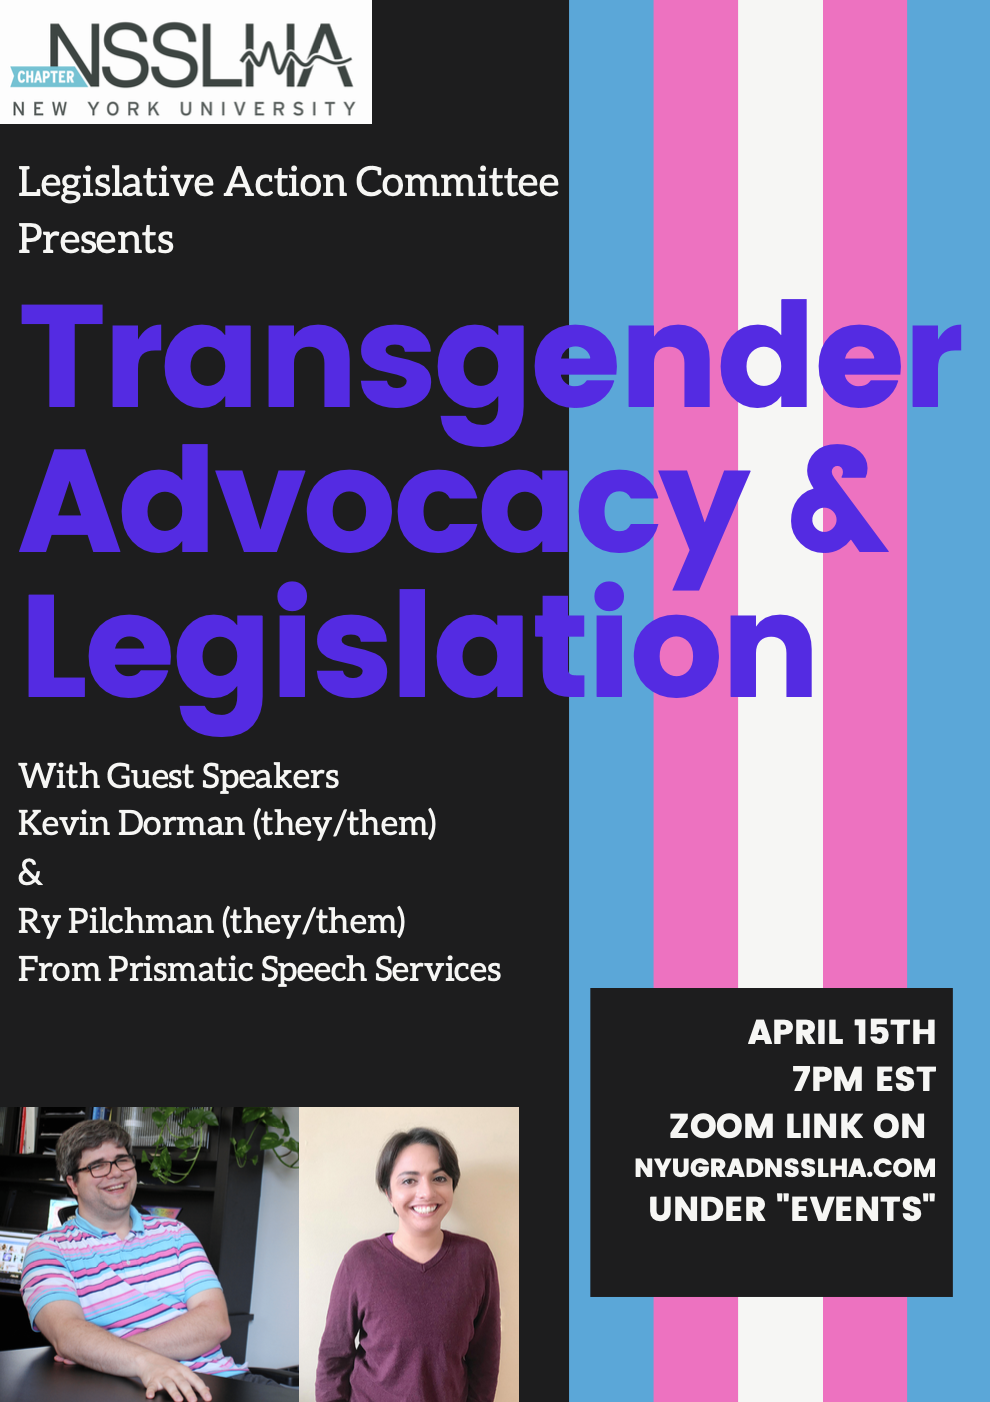 NSSLHA
CHAPTER
NEW YORK UNIVERSITY
Legislative Action Committee
Presents
Transgender
Advocacy &
Legislation
With Guest Speakers
Kevin Dorman (they/them)
&
Ry Pilchman (they/them)
From Prismatic Speech Services
APRIL 15TH
7PM EST
ZOOM LINK ON
NYUGRADNSSLHA.COM
UNDER "EVENTS"